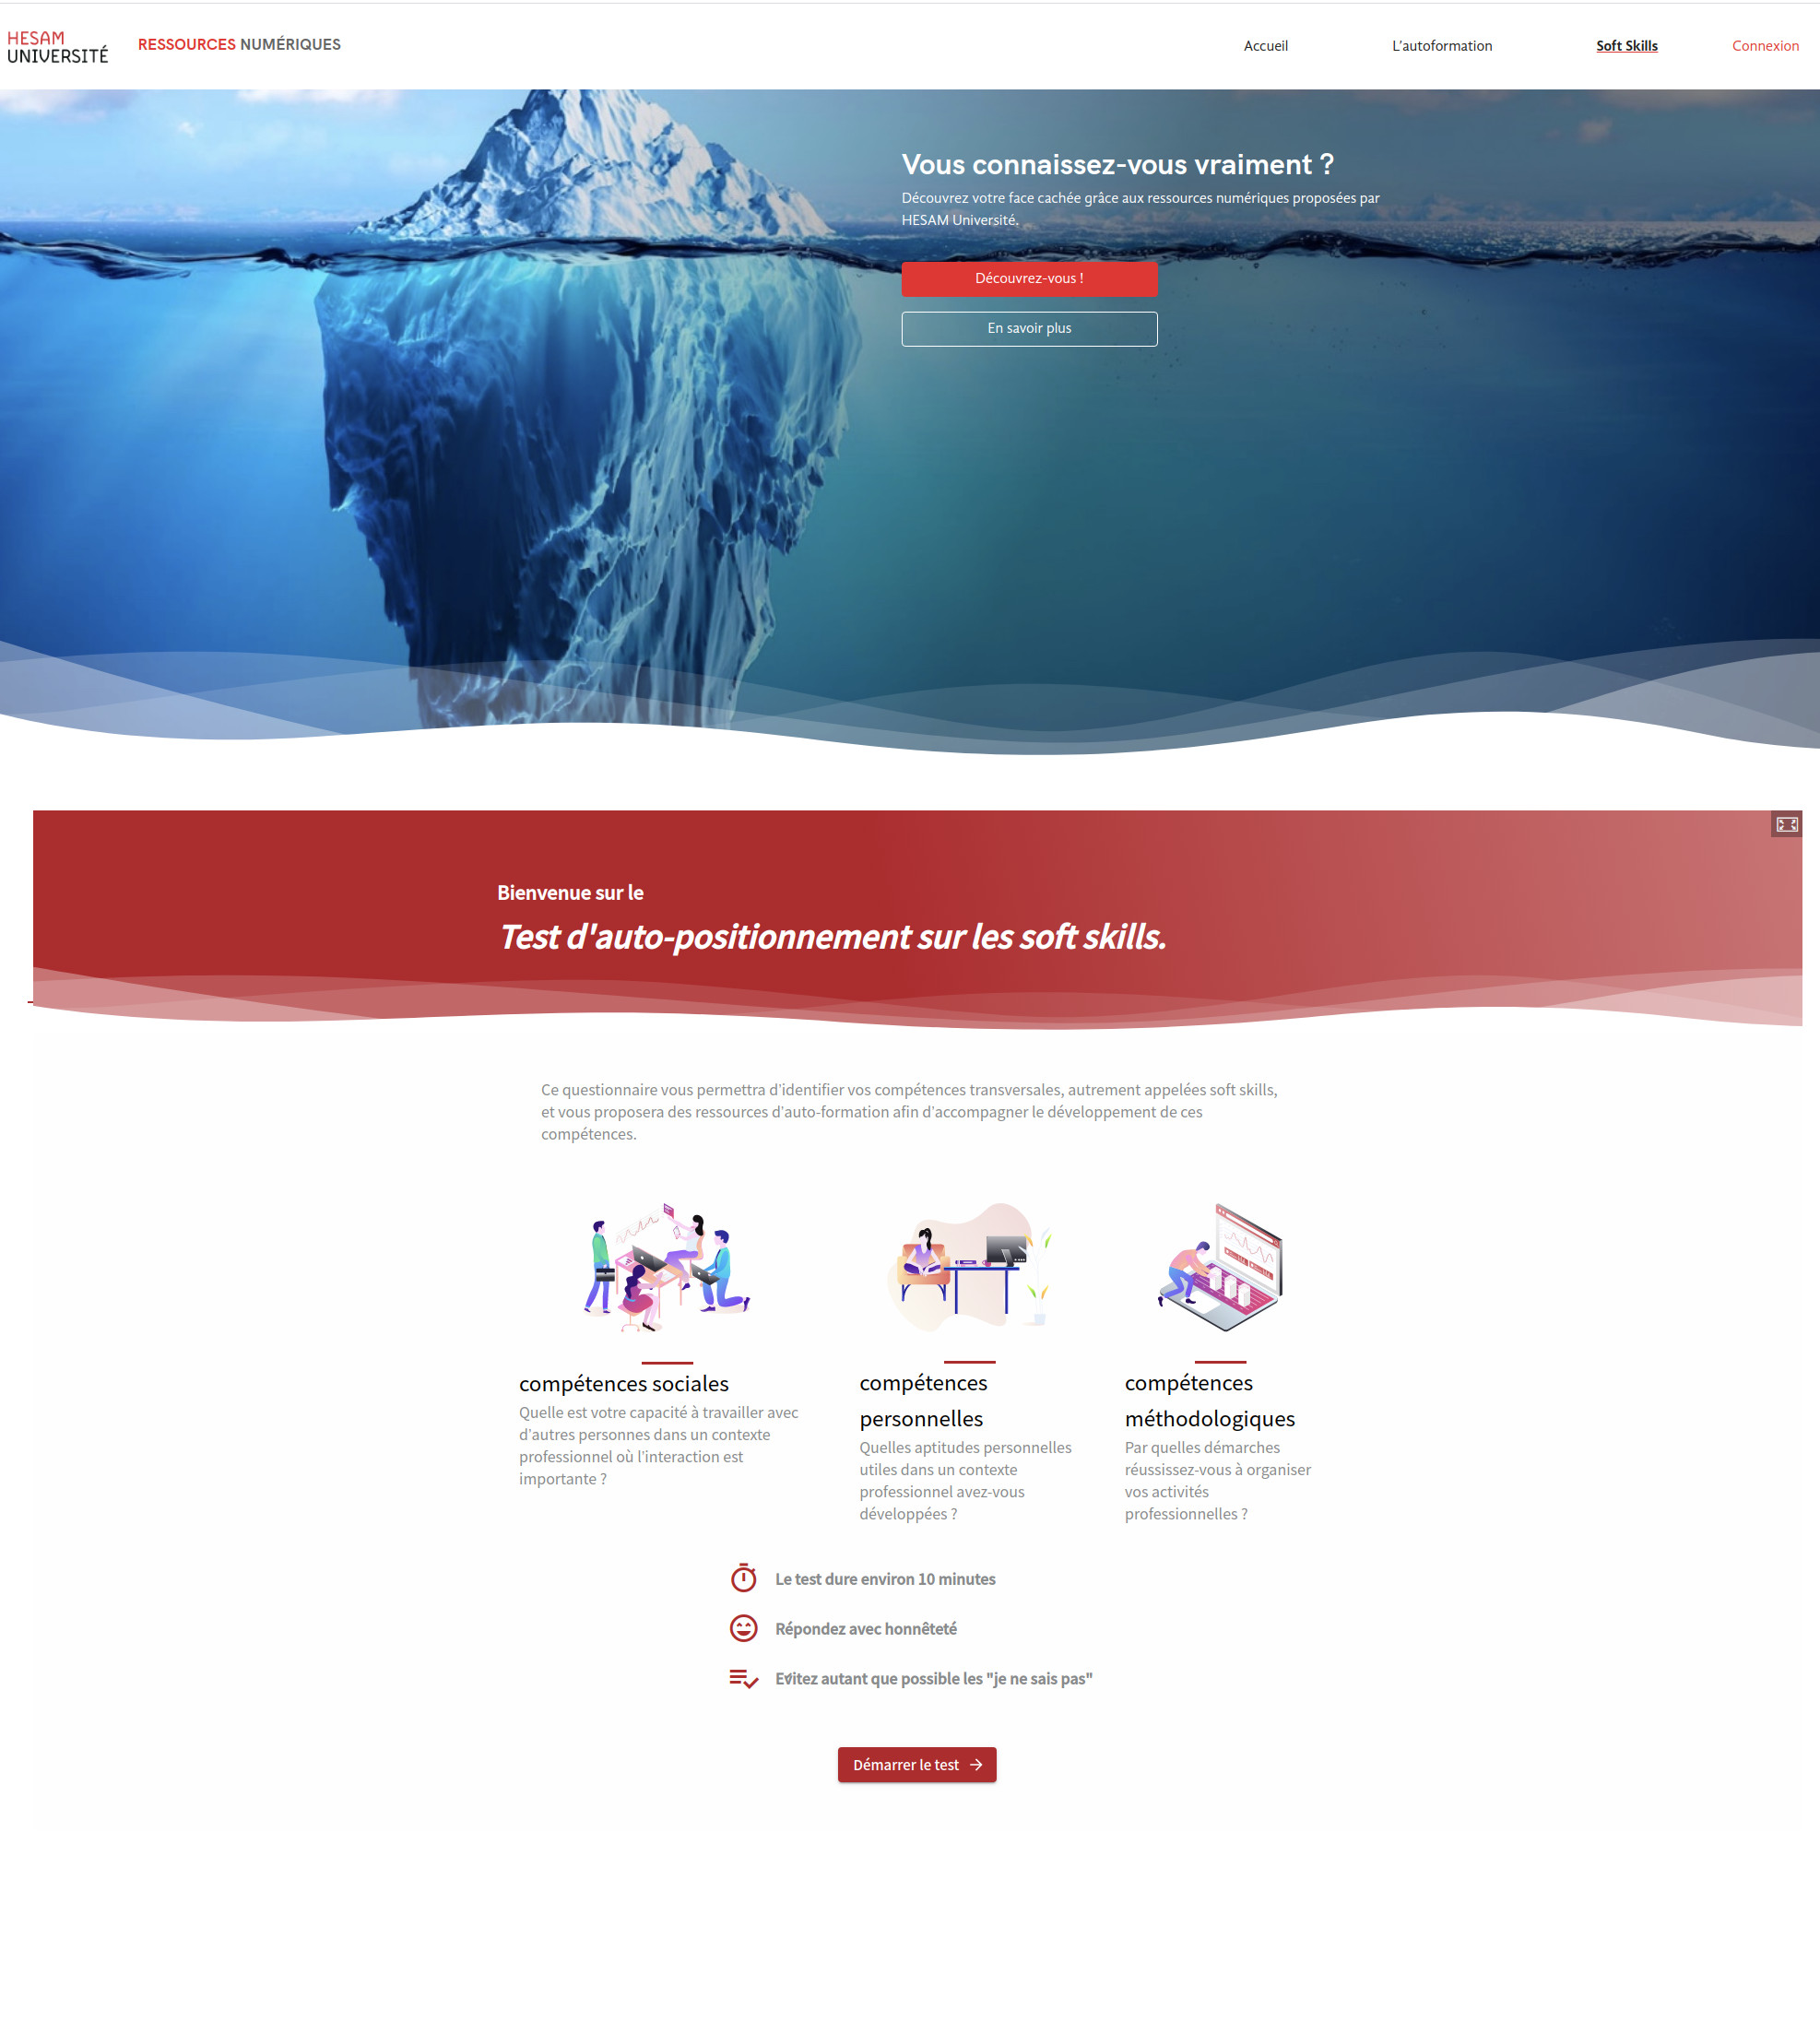 HESAM
UNIVERSITÉ
RESSOURCES NUMÉRIQUES
Accueil
L'autoformation
Soft Skills
Connexion
Vous connaissez-vous vraiment ?
Découvrez votre face cachée grâce aux ressources numériques proposées par
HESAM Université.
Découvrez-vous !
En savoir plus
Bienvenue sur le
Test d'auto-positionnement sur les soft skills.
Ce questionnaire vous permettra d'identifier vos compétences transversales, autrement appelées soft skills,
et vous proposera des ressources d'auto-formation afin d'accompagner le développement de ces
compétences.
compétences sociales
Quelle est votre capacité à travailler avec
d'autres personnes dans un contexte
professionnel où l'interaction est
importante ?
compétences
personnelles
Quelles aptitudes personnelles
utiles dans un contexte
professionnel avez-vous
développées ?
compétences
méthodologiques
Par quelles démarches
réussissez-vous à organiser
vos activités
professionnelles ?
Le test dure environ 10 minutes
Répondez avec honnêteté
Évitez autant que possible les "je ne sais pas"
Démarrer le test